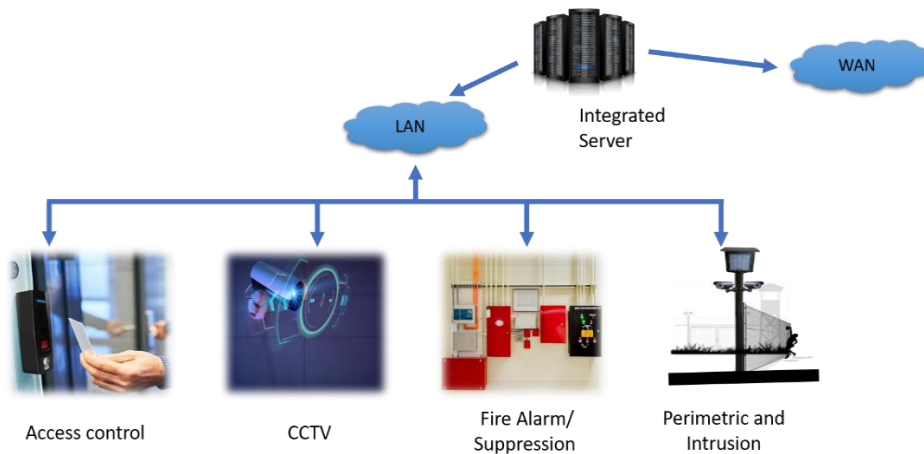 WAN
LAN
Integrated
Server
Access control
CCTV
Fire Alarm/
Suppression
Perimetric and
Intrusion